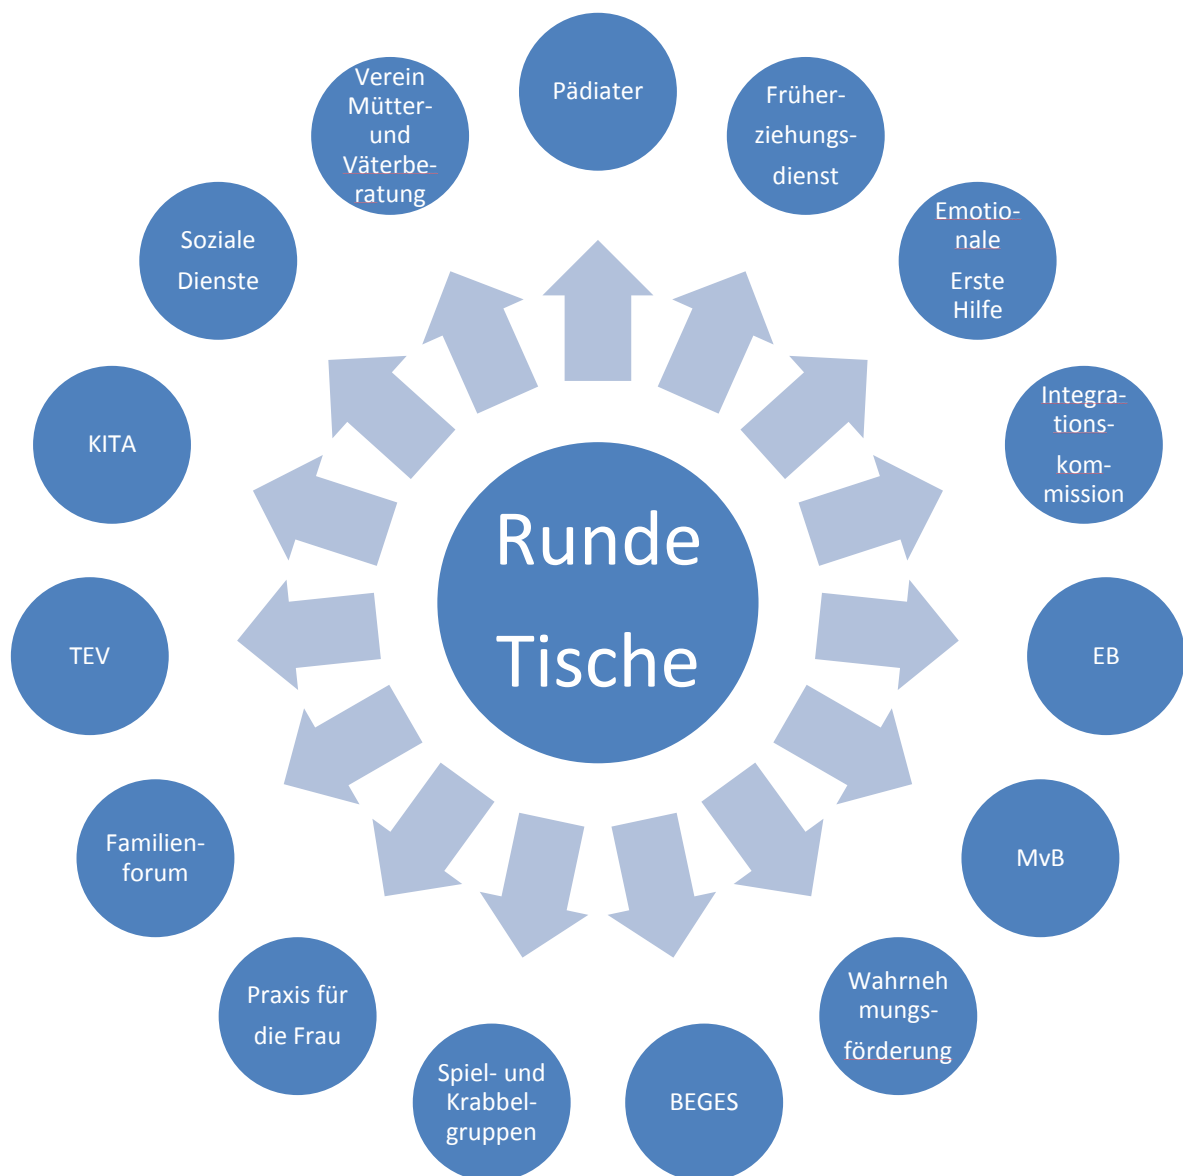 Runde
Tische
Pädiater
Früher-
ziehungs-
dienst
Emotio-
nale
Erste
Hilfe
Integra-
tions-
kom-
mission
EB
MvB
Wahrneh
mungs-
förderung
BEGES
Spiel- und
Krabbel-
gruppen
Praxis für
die Frau
Familien-
forum
TEV
KITA
Soziale
Dienste
Verein
Mütter-
und
Väterbe-
ratung